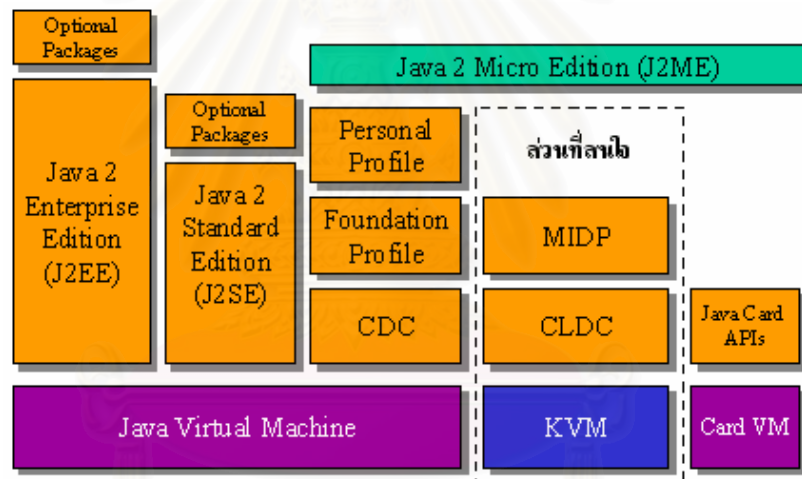 Optional
Packages
Java 2
Enterprise
Edition
(J2EE)
Optional
Packages
Java 2
Standard
Edition
(J2SE)
Java 2 Micro Edition (J2ME)
Personal
Profile
Foundation
Profile
CDC
ส่วนที่สนใจ
MIDP
CLDC
Java Card
APIs
Java Virtual Machine
KVM
Card VM